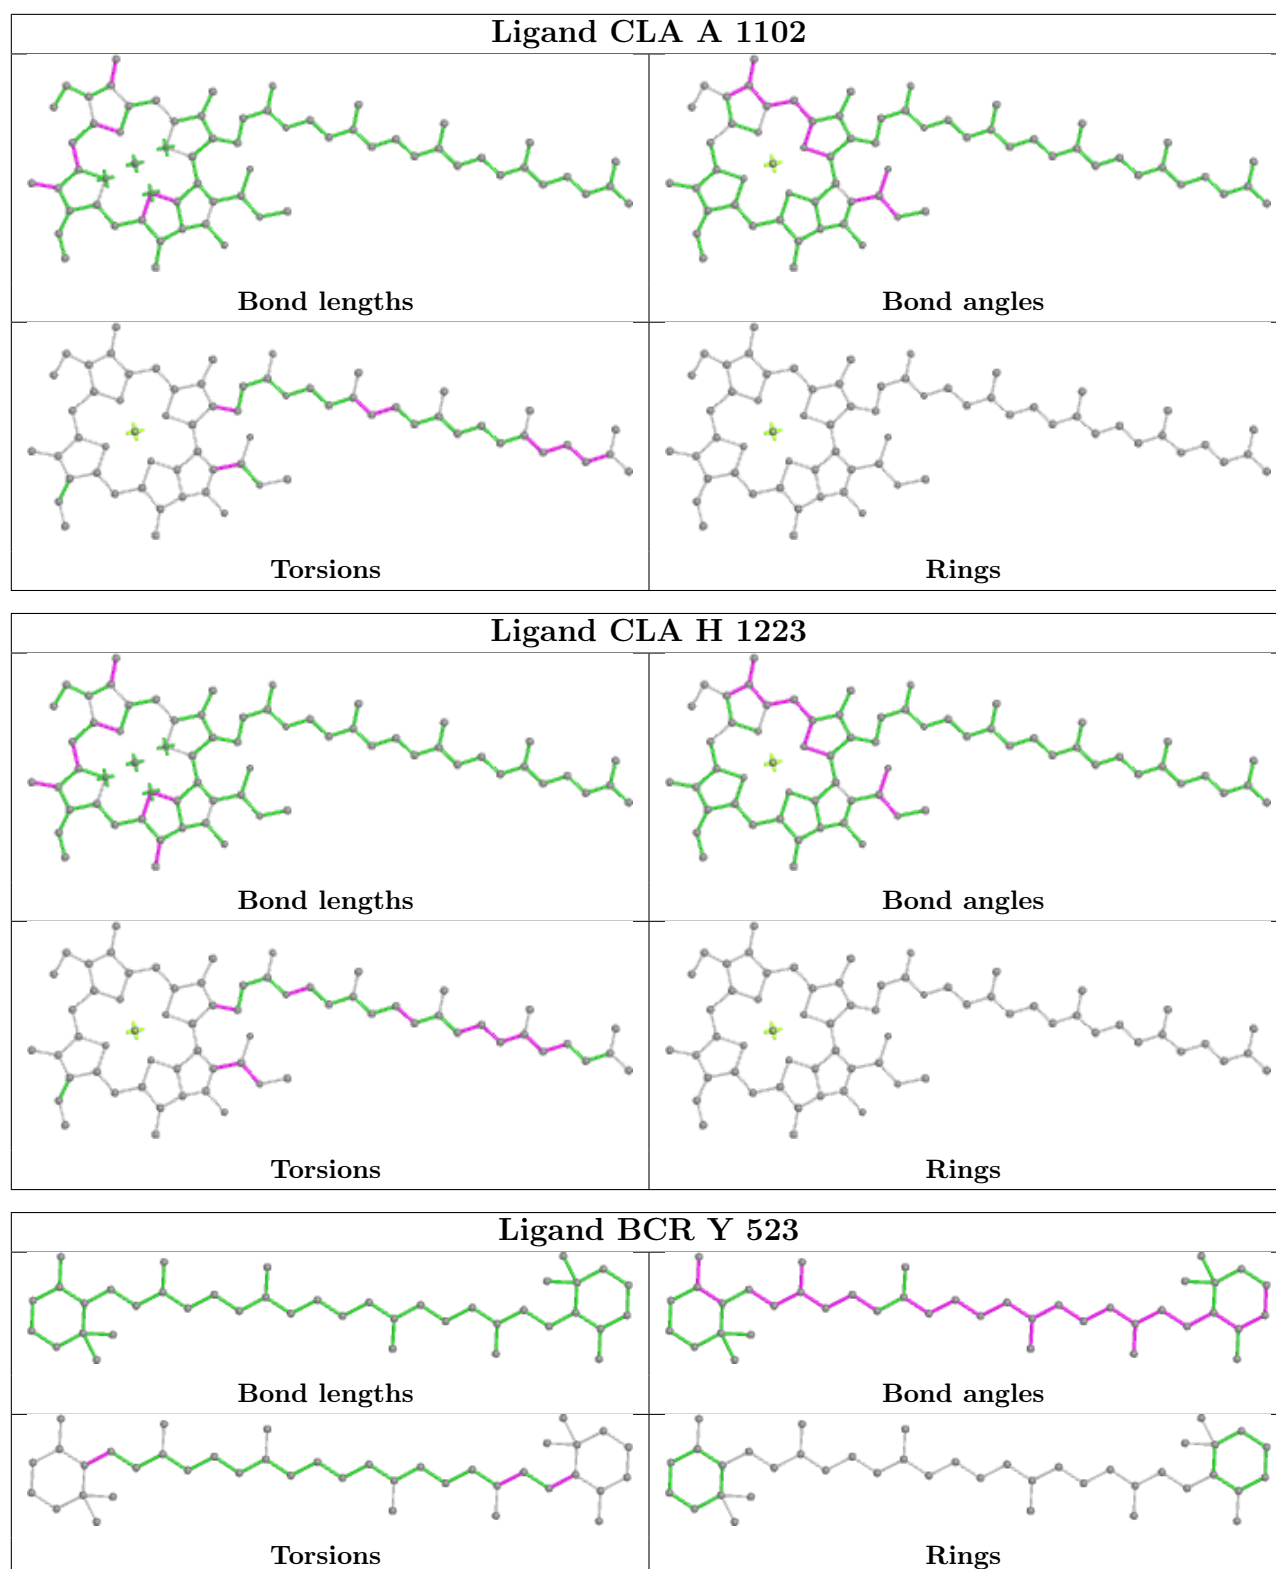 Ligand CLA A 1102
Bond lengths
Bond angles
Torsions
Rings
Ligand CLA H 1223
Bond lengths
Bond angles
Torsions
Rings
Ligand BCR Y 523
Bond lengths
Bond angles
Torsions
Rings